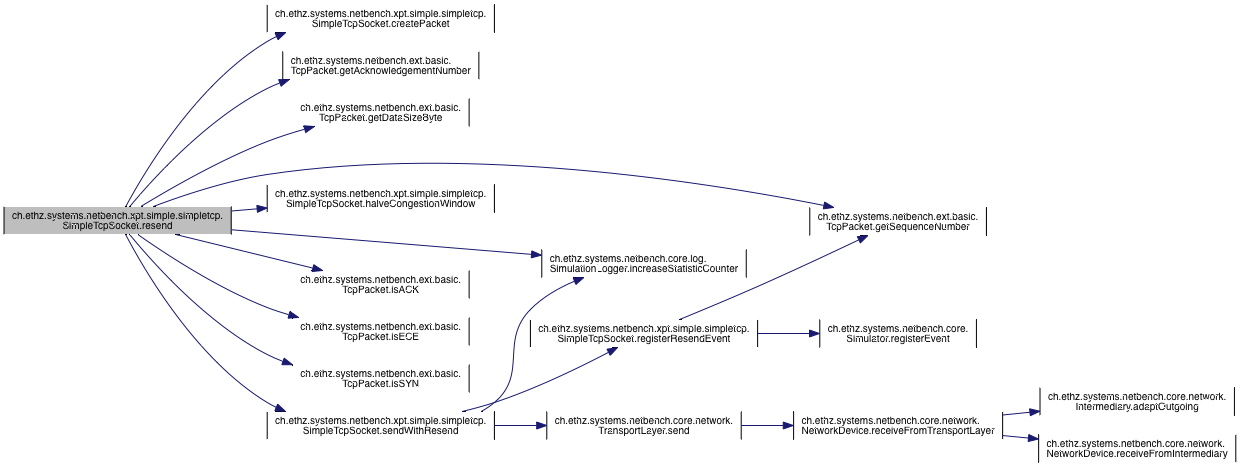 ch.ethz.systems.netbench.xpt.simple.simpletcp.
SimpleTcpSocket.createPacket
ch.ethz.systems.netbench.ext.basic.
TcpPacket.getAcknowledgementNumber
ch.ethz.systems.netbench.ext.basic.
TcpPacket.getDataSizeByte
ch.ethz.systems.netbench.xpt.simple.simpletcp.
SimpleTcpSocket.resend
ch.ethz.systems.netbench.xpt.simple.simpletcp.
SimpleTcpSocket.halveCongestionWindow
ch.ethz.systems.netbench.ext.basic.
TcpPacket.getSequenceNumber
ch.ethz.systems.netbench.core.log.
SimulationLogger.increaseStatisticCounter
ch.ethz.systems.netbench.ext.basic.
TcpPacket.isACK
ch.ethz.systems.netbench.ext.basic.
TcpPacket.isECE
ch.ethz.systems.netbench.xpt.simple.simpletcp.
SimpleTcpSocket.registerResendEvent
ch.ethz.systems.netbench.core.
Simulator.registerEvent
ch.ethz.systems.netbench.ext.basic.
TcpPacket.isSYN
ch.ethz.systems.netbench.xpt.simple.simpletcp.
SimpleTcpSocket.sendWithResend
ch.ethz.systems.netbench.core.network.
TransportLayer.send
ch.ethz.systems.netbench.core.network.
NetworkDevice.receiveFromTransportLayer
ch.ethz.systems.netbench.core.network.
Intermediary.adaptOutgoing
ch.ethz.systems.netbench.core.network.
NetworkDevice.receiveFromIntermediary